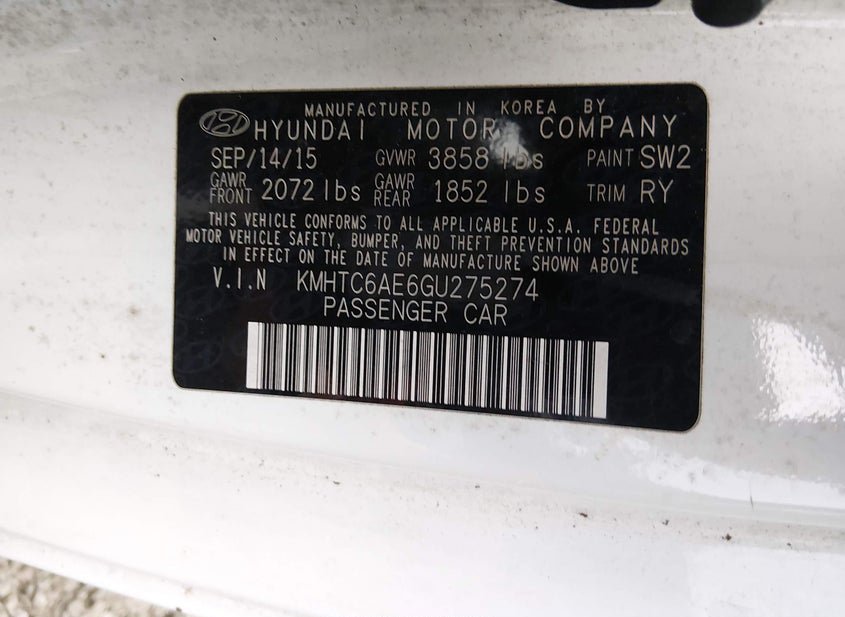 MANUFACTURED IN KOREA BY
HYUNDAI MOTOR COMPANY
SEP/14/15 GVWR 3858 lbs PAINT SW2
GAWR FRONT 2072 lbs GAWR REAR 1852 lbs TRIM RY
THIS VEHICLE CONFORMS TO ALL APPLICABLE U.S.A. FEDERAL
MOTOR VEHICLE SAFETY, BUMPER, AND THEFT PREVENTION STANDARDS
IN EFFECT ON THE DATE OF MANUFACTURE SHOWN ABOVE
V.I.N KMHTC6AE6GU275274
PASSENGER CAR